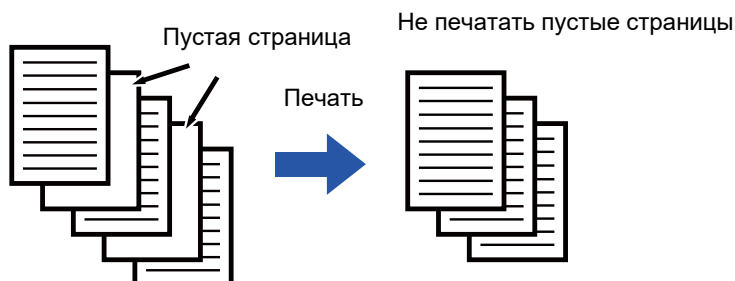 Пустая страница
Не печатать пустые страницы
Печать